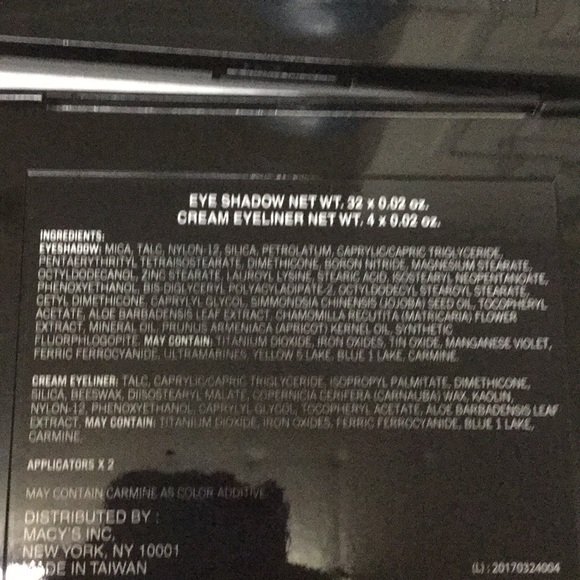 EYE SHADOW NET WT. 32 x 0.02 oz.
CREAM EYELINER NET WT. 4 x 0.02 oz.
INGREDIENTS:
EYESHADOW: MICA, TALC, NYLON-12, SILICA, PETROLATUM, CAPRYLIC/CAPRIC TRIGLYCERIDE,
PENTAERYTHRITYL TETRAISOSTEARATE, DIMETHICONE, BORON NITRIDE, MAGNESIUM STEARATE,
OCTYLDODECANOL, ZINC STEARATE, LAUROYL LYSINE, STEARIC ACID, ISOSTEARYL NEOPENTANOATE,
PHENOXYETHANOL, BIS-DIGLYCERYL POLYACYLADIPATE-2, OCTYLDODECYL STEAROYL STEARATE,
CETYL DIMETHICONE, CAPRYLYL GLYCOL, SIMMONDSIA CHINENSIS (JOJOBA) SEED OIL, TOCOPHERYL
ACETATE, ALOE BARBADENSIS LEAF EXTRACT, CHAMOMILLA RECUTITA (MATRICARIA) FLOWER
EXTRACT, MINERAL OIL, PRUNUS ARMENIACA (APRICOT) KERNEL OIL, SYNTHETIC
FLUORPHLOGOPITE. MAY CONTAIN: TITANIUM DIOXIDE, IRON OXIDES, TIN OXIDE, MANGANESE VIOLET,
FERRIC FERROCYANIDE, ULTRAMARINES, YELLOW 5 LAKE, BLUE 1 LAKE, CARMINE.
CREAM EYELINER: TALC, CAPRYLIC/CAPRIC TRIGLYCERIDE, ISOPROPYL PALMITATE, DIMETHICONE,
SILICA, BEESWAX, DIISOSTEARYL MALATE, COPERNICIA CERIFERA (CARNAUBA) WAX, KAOLIN,
NYLON-12, PHENOXYETHANOL, CAPRYLYL GLYCOL, TOCOPHERYL ACETATE, ALOE BARBADENSIS LEAF
EXTRACT. MAY CONTAIN: TITANIUM DIOXIDE, IRON OXIDES, FERRIC FERROCYANIDE, BLUE 1 LAKE,
CARMINE.
APPLICATORS X 2
MAY CONTAIN CARMINE AS COLOR ADDITIVE
DISTRIBUTED BY :
MACY'S INC.
NEW YORK, NY 10001
MADE IN TAIWAN
(L) : 20170324004